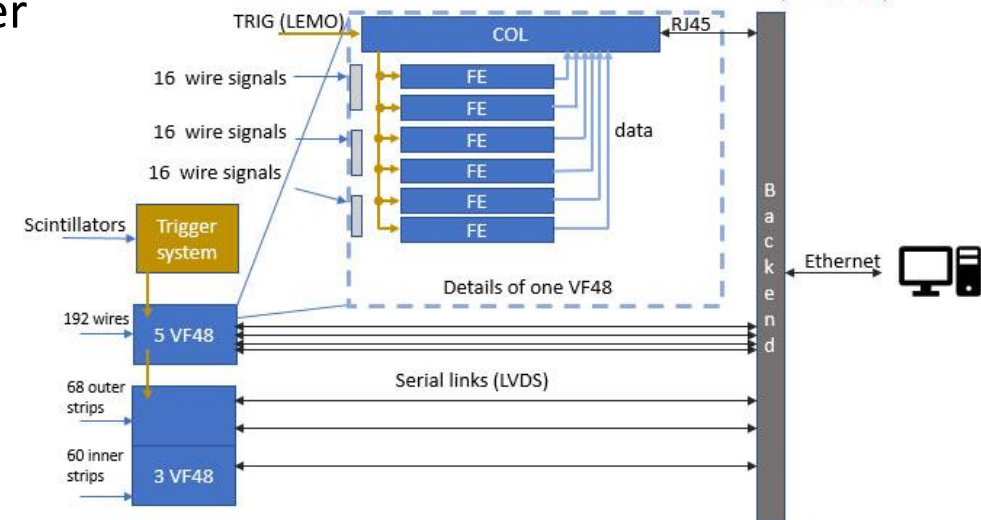 er
TRIG (LEMO)
COL
RJ45
16 wire signals
FE
FE
16 wire signals
FE
data
16 wire signals
FE
FE
FE
Scintillators
Trigger
system
Details of one VF48
Backend
Ethernet
192 wires
5 VF48
68 outer
strips
Serial links (LVDS)
60 inner
strips
3 VF48